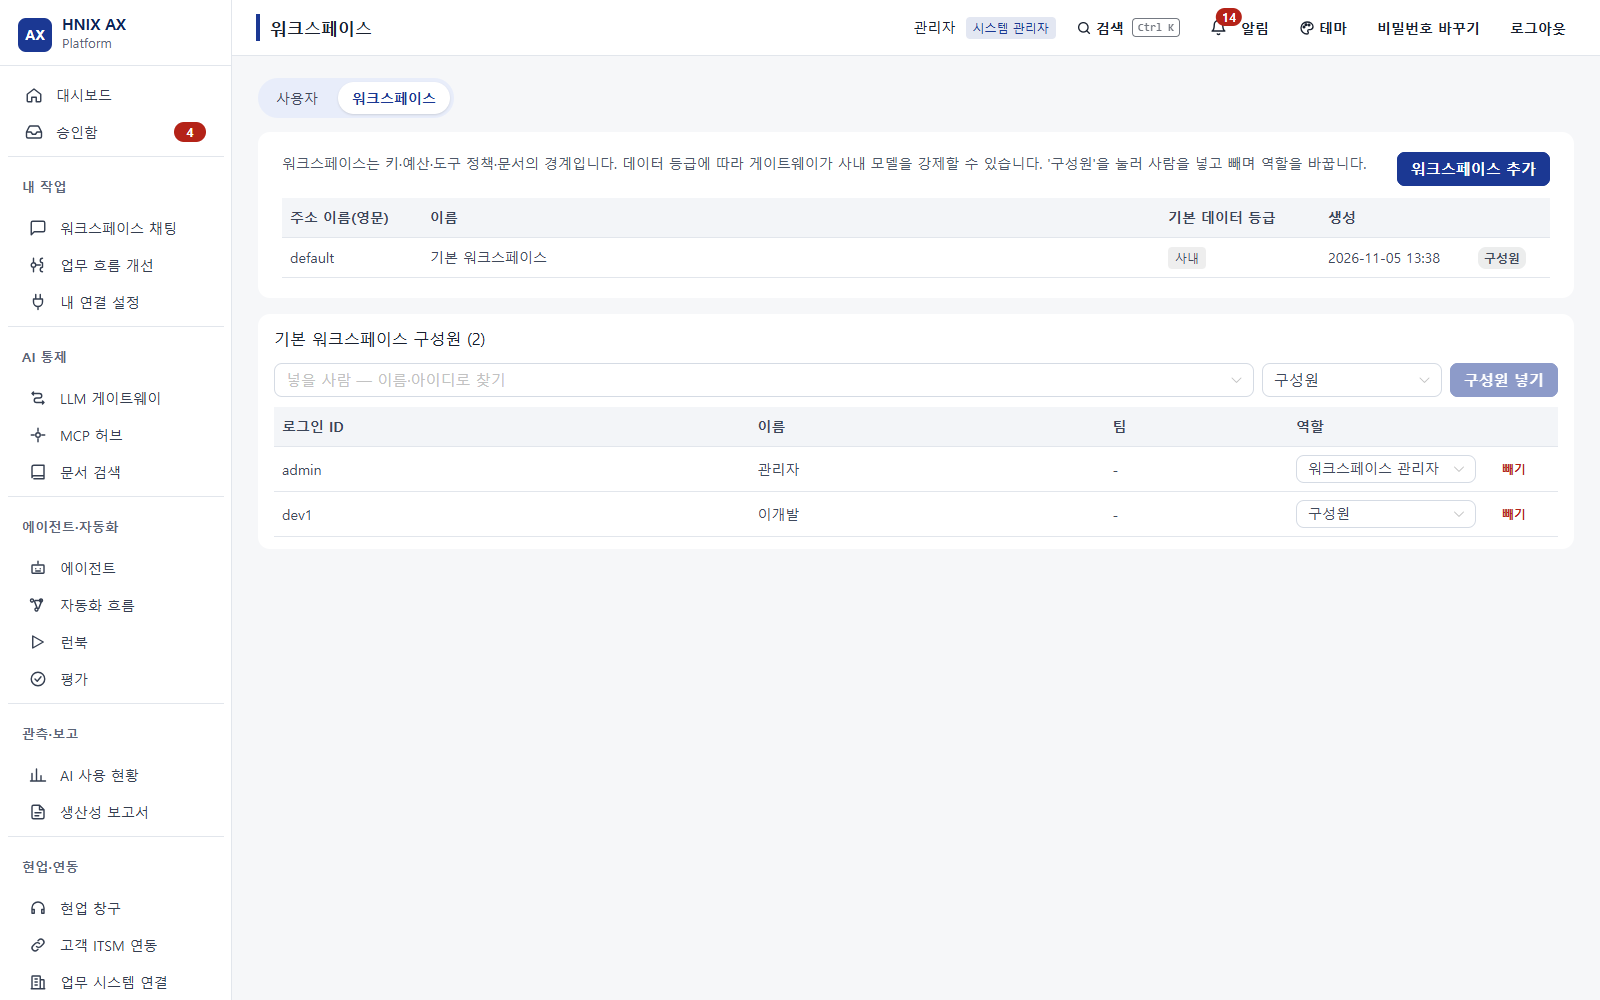 AX
HNIX AX
Platform
대시보드
승인함
4
내 작업
워크스페이스 채팅
업무 흐름 개선
내 연결 설정
AI 통제
LLM 게이트웨이
MCP 허브
문서 검색
에이전트·자동화
에이전트
자동화 흐름
런북
평가
관측·보고
AI 사용 현황
생산성 보고서
현업·연동
현업 창구
고객 ITSM 연동
업무 시스템 연결
워크스페이스
관리자 시스템 관리자 검색 Ctrl K 14 알림 테마 비밀번호 바꾸기 로그아웃
사용자 워크스페이스
워크스페이스는 키·예산·도구 정책·문서의 경계입니다. 데이터 등급에 따라 게이트웨이가 사내 모델을 강제할 수 있습니다. '구성원'을 눌러 사람을 넣고 빼며 역할을 바꿉니다.
워크스페이스 추가
주소 이름(영문) 이름 기본 데이터 등급 생성
default 기본 워크스페이스 사내 2026-11-05 13:38 구성원
기본 워크스페이스 구성원 (2)
넣을 사람 — 이름·아이디로 찾기 구성원 구성원 넣기
로그인 ID 이름 팀 역할
admin 관리자 - 워크스페이스 관리자 빼기
dev1 이개발 - 구성원 빼기